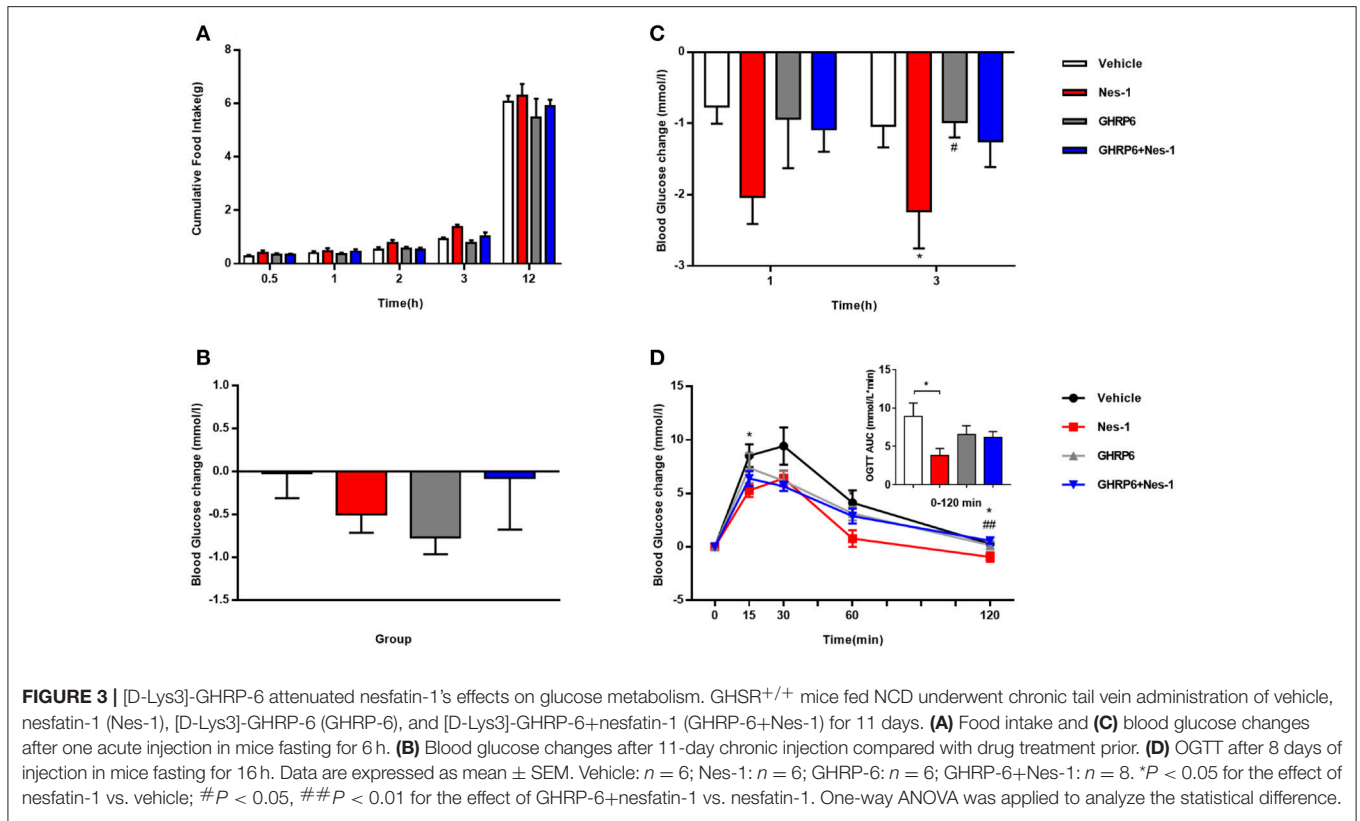 A
Cumulative Food Intake(g)
8
6
4
2
0
0.5 1 2 3 12
Time(h)
C
Blood Glucose change (mmol/l)
0
-1
-2
-3
#
*
1 3
Time(h)
Vehicle
Nes-1
GHRP6
GHRP6+Nes-1
B
Blood Glucose change (mmol/l)
1.0
0.5
0.0
-0.5
-1.0
-1.5
Group
D
Blood Glucose change (mmol/l)
15
10
5
0
-5
*
*
##
0 15 30 60 120
Time(min)
OGTT AUC (mmol/L*min)
15
10
5
0
*
0-120 min
Vehicle
Nes-1
GHRP6
GHRP6+Nes-1
FIGURE 3 | [D-Lys3]-GHRP-6 attenuated nesfatin-1's effects on glucose metabolism. GHSR+/+ mice fed NCD underwent chronic tail vein administration of vehicle,
nesfatin-1 (Nes-1), [D-Lys3]-GHRP-6 (GHRP-6), and [D-Lys3]-GHRP-6+nesfatin-1 (GHRP-6+Nes-1) for 11 days. (A) Food intake and (C) blood glucose changes
after one acute injection in mice fasting for 6 h. (B) Blood glucose changes after 11-day chronic injection compared with drug treatment prior. (D) OGTT after 8 days of
injection in mice fasting for 16 h. Data are expressed as mean ± SEM. Vehicle: n = 6; Nes-1: n = 6; GHRP-6: n = 6; GHRP-6+Nes-1: n = 8. *P < 0.05 for the effect of
nesfatin-1 vs. vehicle; #P < 0.05, ##P < 0.01 for the effect of GHRP-6+nesfatin-1 vs. nesfatin-1. One-way ANOVA was applied to analyze the statistical difference.